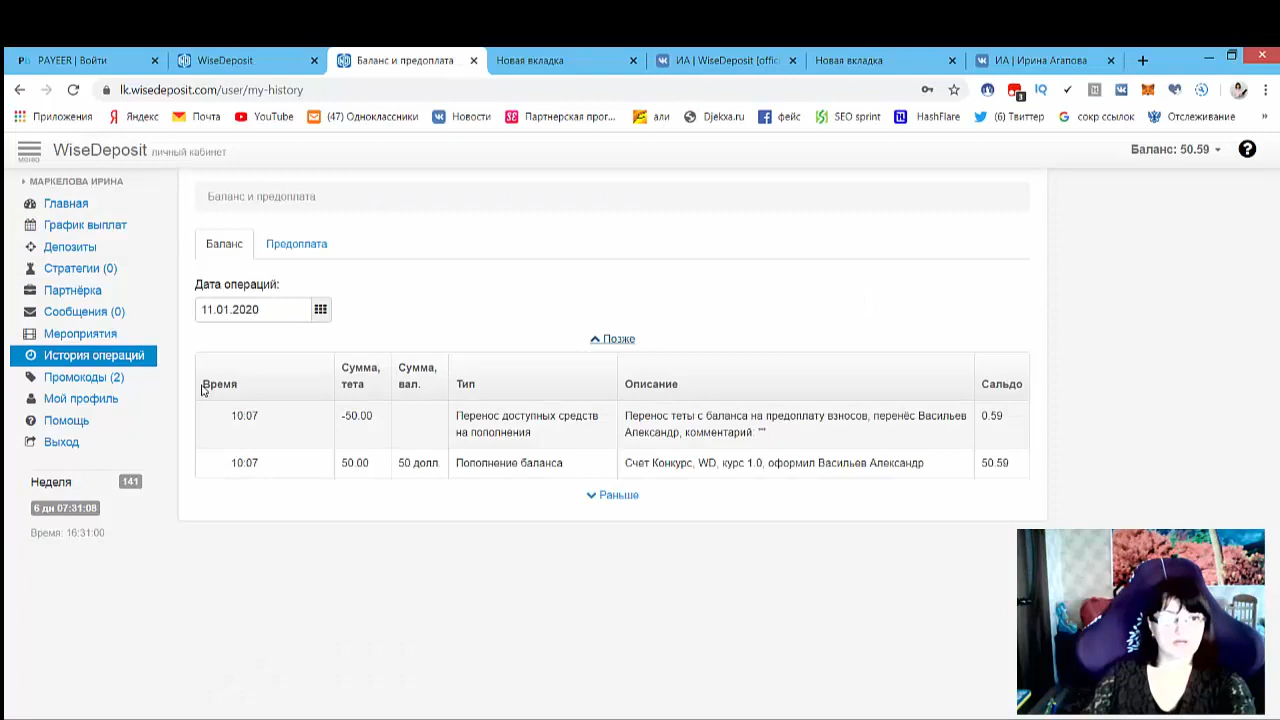 PAYEER | Войти
WiseDeposit
Баланс и предоплата
Новая вкладка
ИА | WiseDeposit [offic
Новая вкладка
ИА | Ирина Агапова
lk.wisedeposit.com/user/my-history
Приложения
Яндекс
Почта
YouTube
(47) Одноклассники
Новости
Партнерская прог...
али
Djekxa.ru
фейс
SEO sprint
HashFlare
(6) Твиттер
сокр ссылок
Отслеживание
МЕНЮ
WiseDeposit личный кабинет
Баланс: 50.59
МАРКЕЛОВА ИРИНА
Главная
График выплат
Депозиты
Стратегии (0)
Партнёрка
Сообщения (0)
Мероприятия
История операций
Промокоды (2)
Мой профиль
Помощь
Выход
Неделя 141
6 дн 07:31:08
Время: 16:31:00
Баланс и предоплата
Баланс
Предоплата
Дата операций:
11.01.2020
Позже
Время
Сумма, тета
Сумма, вал.
Тип
Описание
Сальдо
10:07
-50.00
Перенос доступных средств
на пополнения
Перенос теты с баланса на предоплату взносов, перенёс Васильев
Александр, комментарий: ""
0.59
10:07
50.00
50 долл.
Пополнение баланса
Счет Конкурс, WD, курс 1.0, оформил Васильев Александр
50.59
Раньше